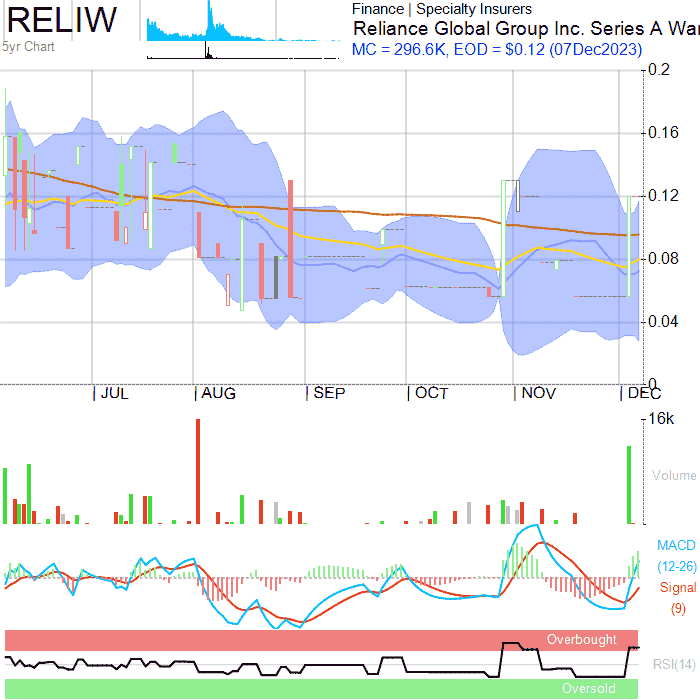 RELIW
5yr Chart
Finance | Specialty Insurers
Reliance Global Group Inc. Series A War
MC = 296.6K, EOD = $0.12 (07Dec2023)
0.2
0.16
0.12
0.08
0.04
0
JUL AUG SEP OCT NOV DEC
16k
Volume
MACD
(12-26)
Signal
(9)
Overbought
RSI(14)
Oversold